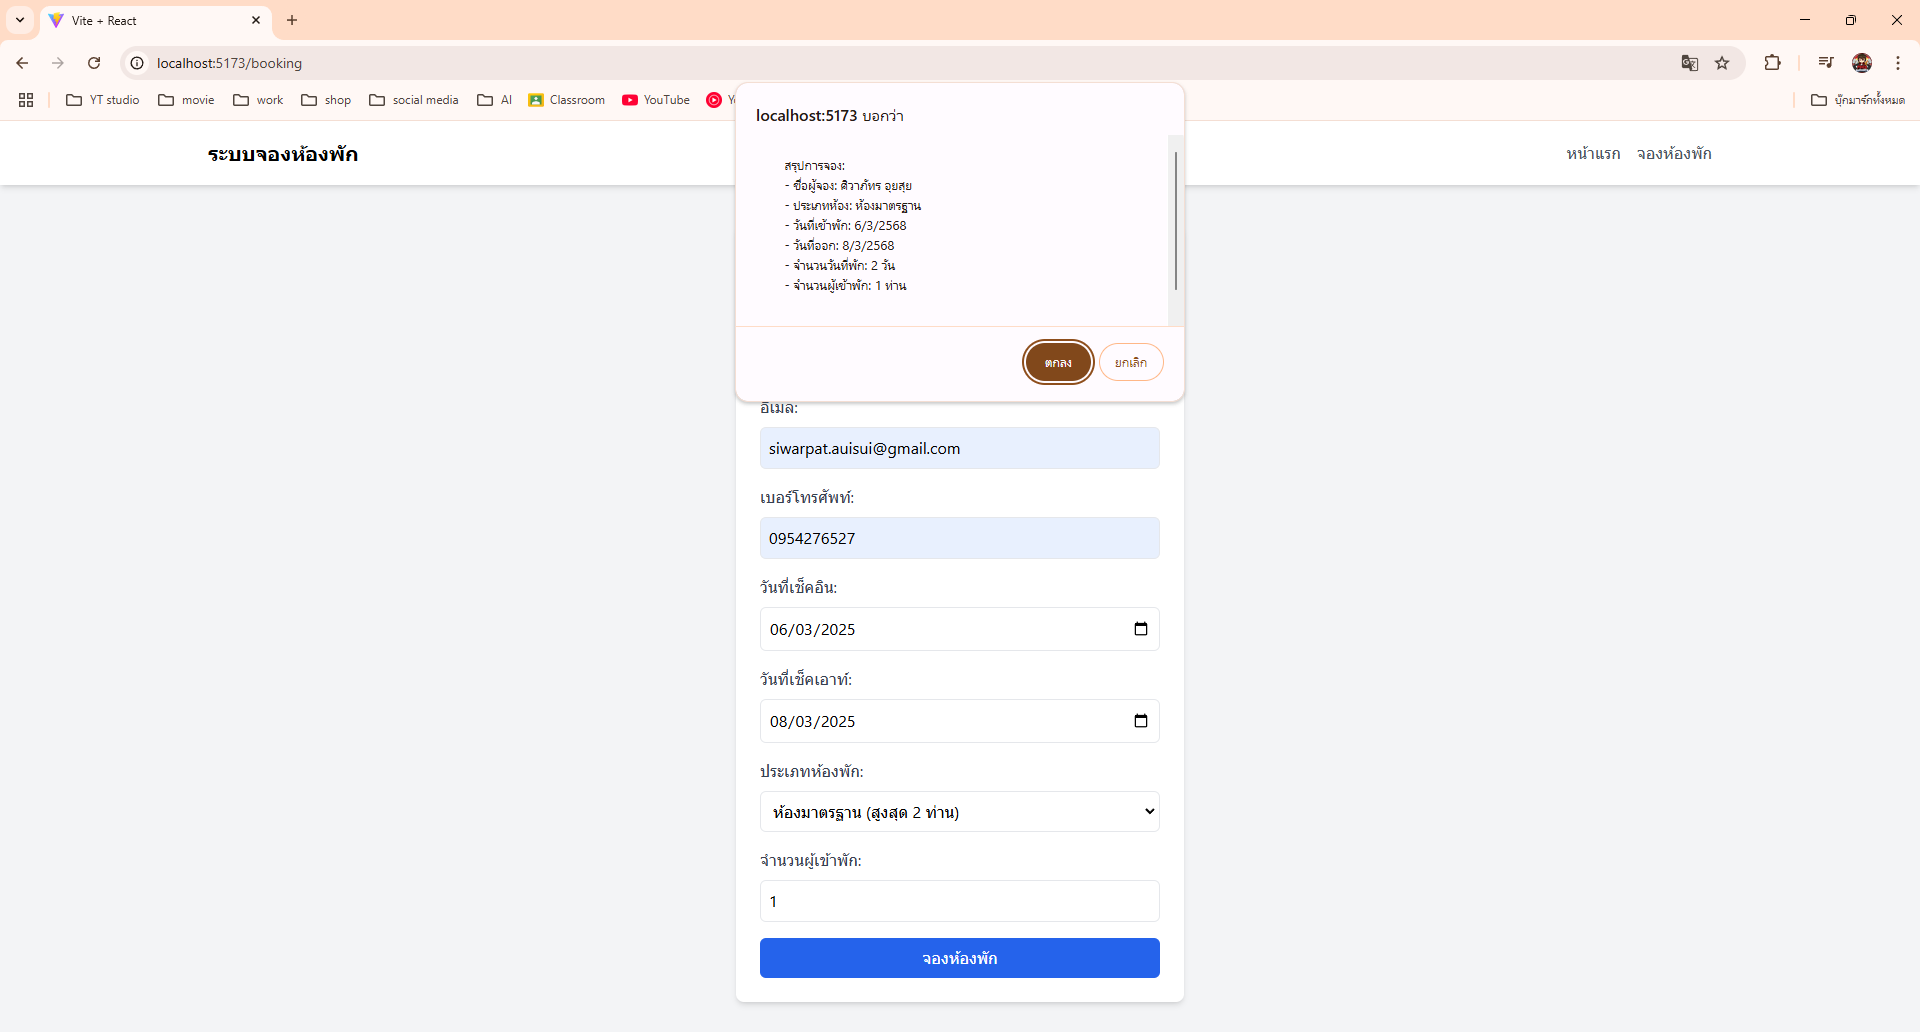 Vite + React
localhost:5173/booking
YT studio
movie
work
shop
social media
AI
Classroom
YouTube
บุ๊กมาร์กทั้งหมด
ระบบจองห้องพัก
หน้าแรก
จองห้องพัก
localhost:5173 บอกว่า
สรุปการจอง:
- ชื่อผู้จอง: ศิวาภัทร อุยสุย
- ประเภทห้อง: ห้องมาตรฐาน
- วันที่เข้าพัก: 6/3/2568
- วันที่ออก: 8/3/2568
- จำนวนวันที่พัก: 2 วัน
- จำนวนผู้เข้าพัก: 1 ท่าน
ตกลง
ยกเลิก
อีเมล:
siwarpat.auisui@gmail.com
เบอร์โทรศัพท์:
0954276527
วันที่เช็คอิน:
06/03/2025
วันที่เช็คเอาท์:
08/03/2025
ประเภทห้องพัก:
ห้องมาตรฐาน (สูงสุด 2 ท่าน)
จำนวนผู้เข้าพัก:
1
จองห้องพัก